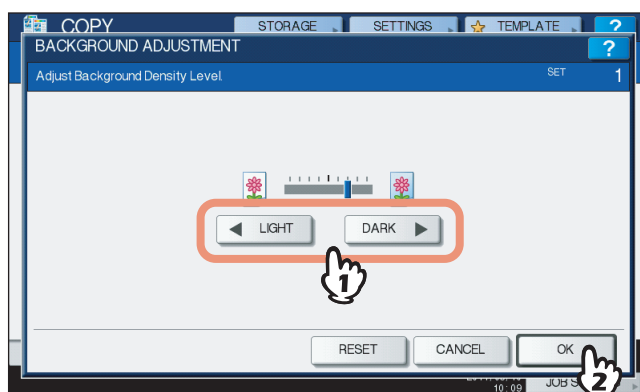 COPY STORAGE SETTINGS TEMPLATE ?
BACKGROUND ADJUSTMENT ?
Adjust Background Density Level. SET 1
LIGHT DARK
1
RESET CANCEL OK
2
10:09 JOB S